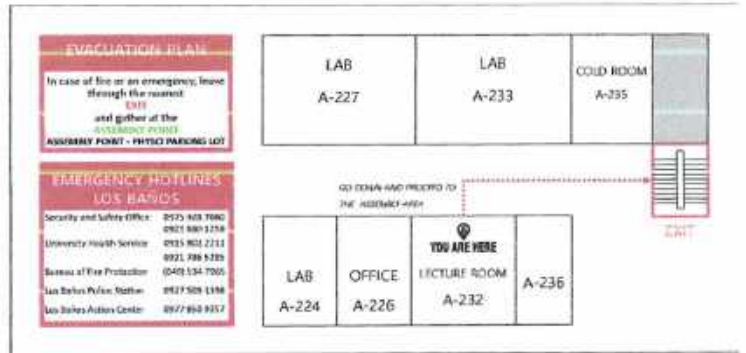 EVACUATION PLAN
In case of fire or an emergency, leave
through the nearest
EXIT
and gather at the
ASSEMBLY POINT
ASSEMBLY POINT - PHYSCI PARKING LOT
EMERGENCY HOTLINES
LOS BAÑOS
Security and Safety Office
University Health Service
Bureau of Fire Protection
Los Baños Police Station
Los Baños Action Center
LAB
A-227
LAB
A-233
COLD ROOM
A-235
GO DOWN AND PROCEED TO
THE ASSEMBLY AREA
EXIT
YOU ARE HERE
LAB
A-224
OFFICE
A-226
LECTURE ROOM
A-232
A-236